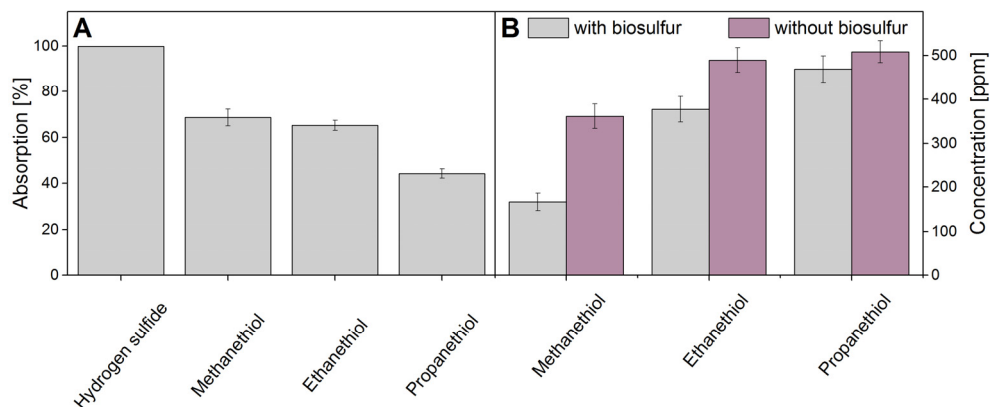 A
Absorption [%]
100
80
60
40
20
0
Hydrogen sulfide
Methanethiol
Ethanethiol
Propanethiol
B
with biosulfur
without biosulfur
Concentration [ppm]
500
400
300
200
100
0
Methanethiol
Ethanethiol
Propanethiol